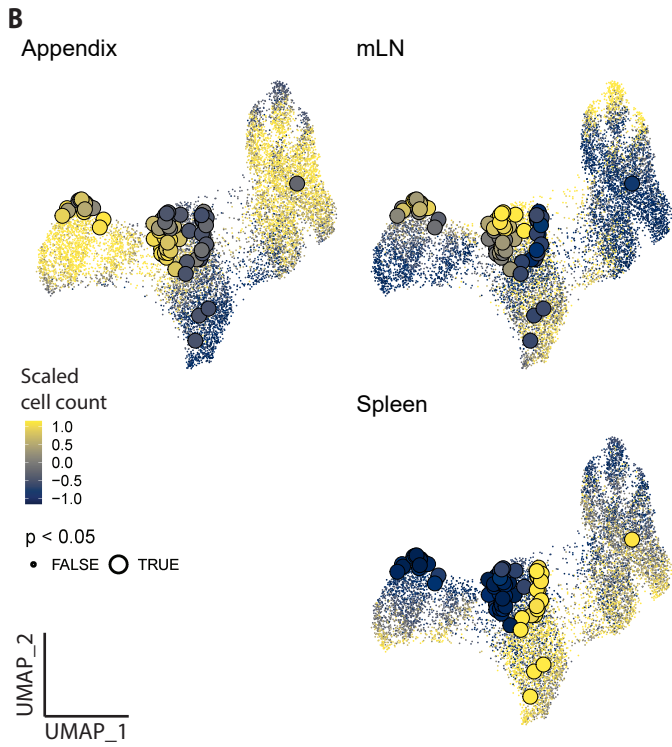 B
Appendix
mLN
Scaled
cell count
1.0
0.5
0.0
−0.5
−1.0
p < 0.05
FALSE TRUE
Spleen
UMAP_2
UMAP_1